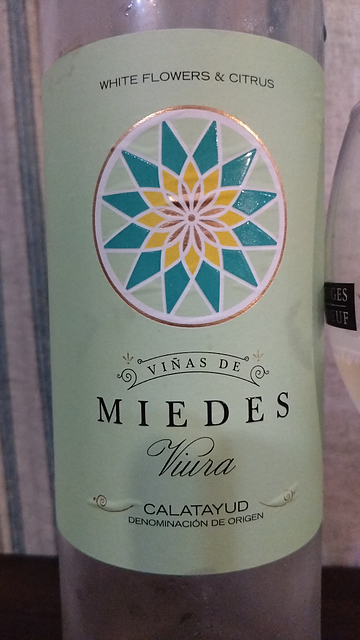 WHITE FLOWERS & CITRUS
VIÑAS DE
MIEDES
Viura
CALATAYUD
DENOMINACIÓN DE ORIGEN